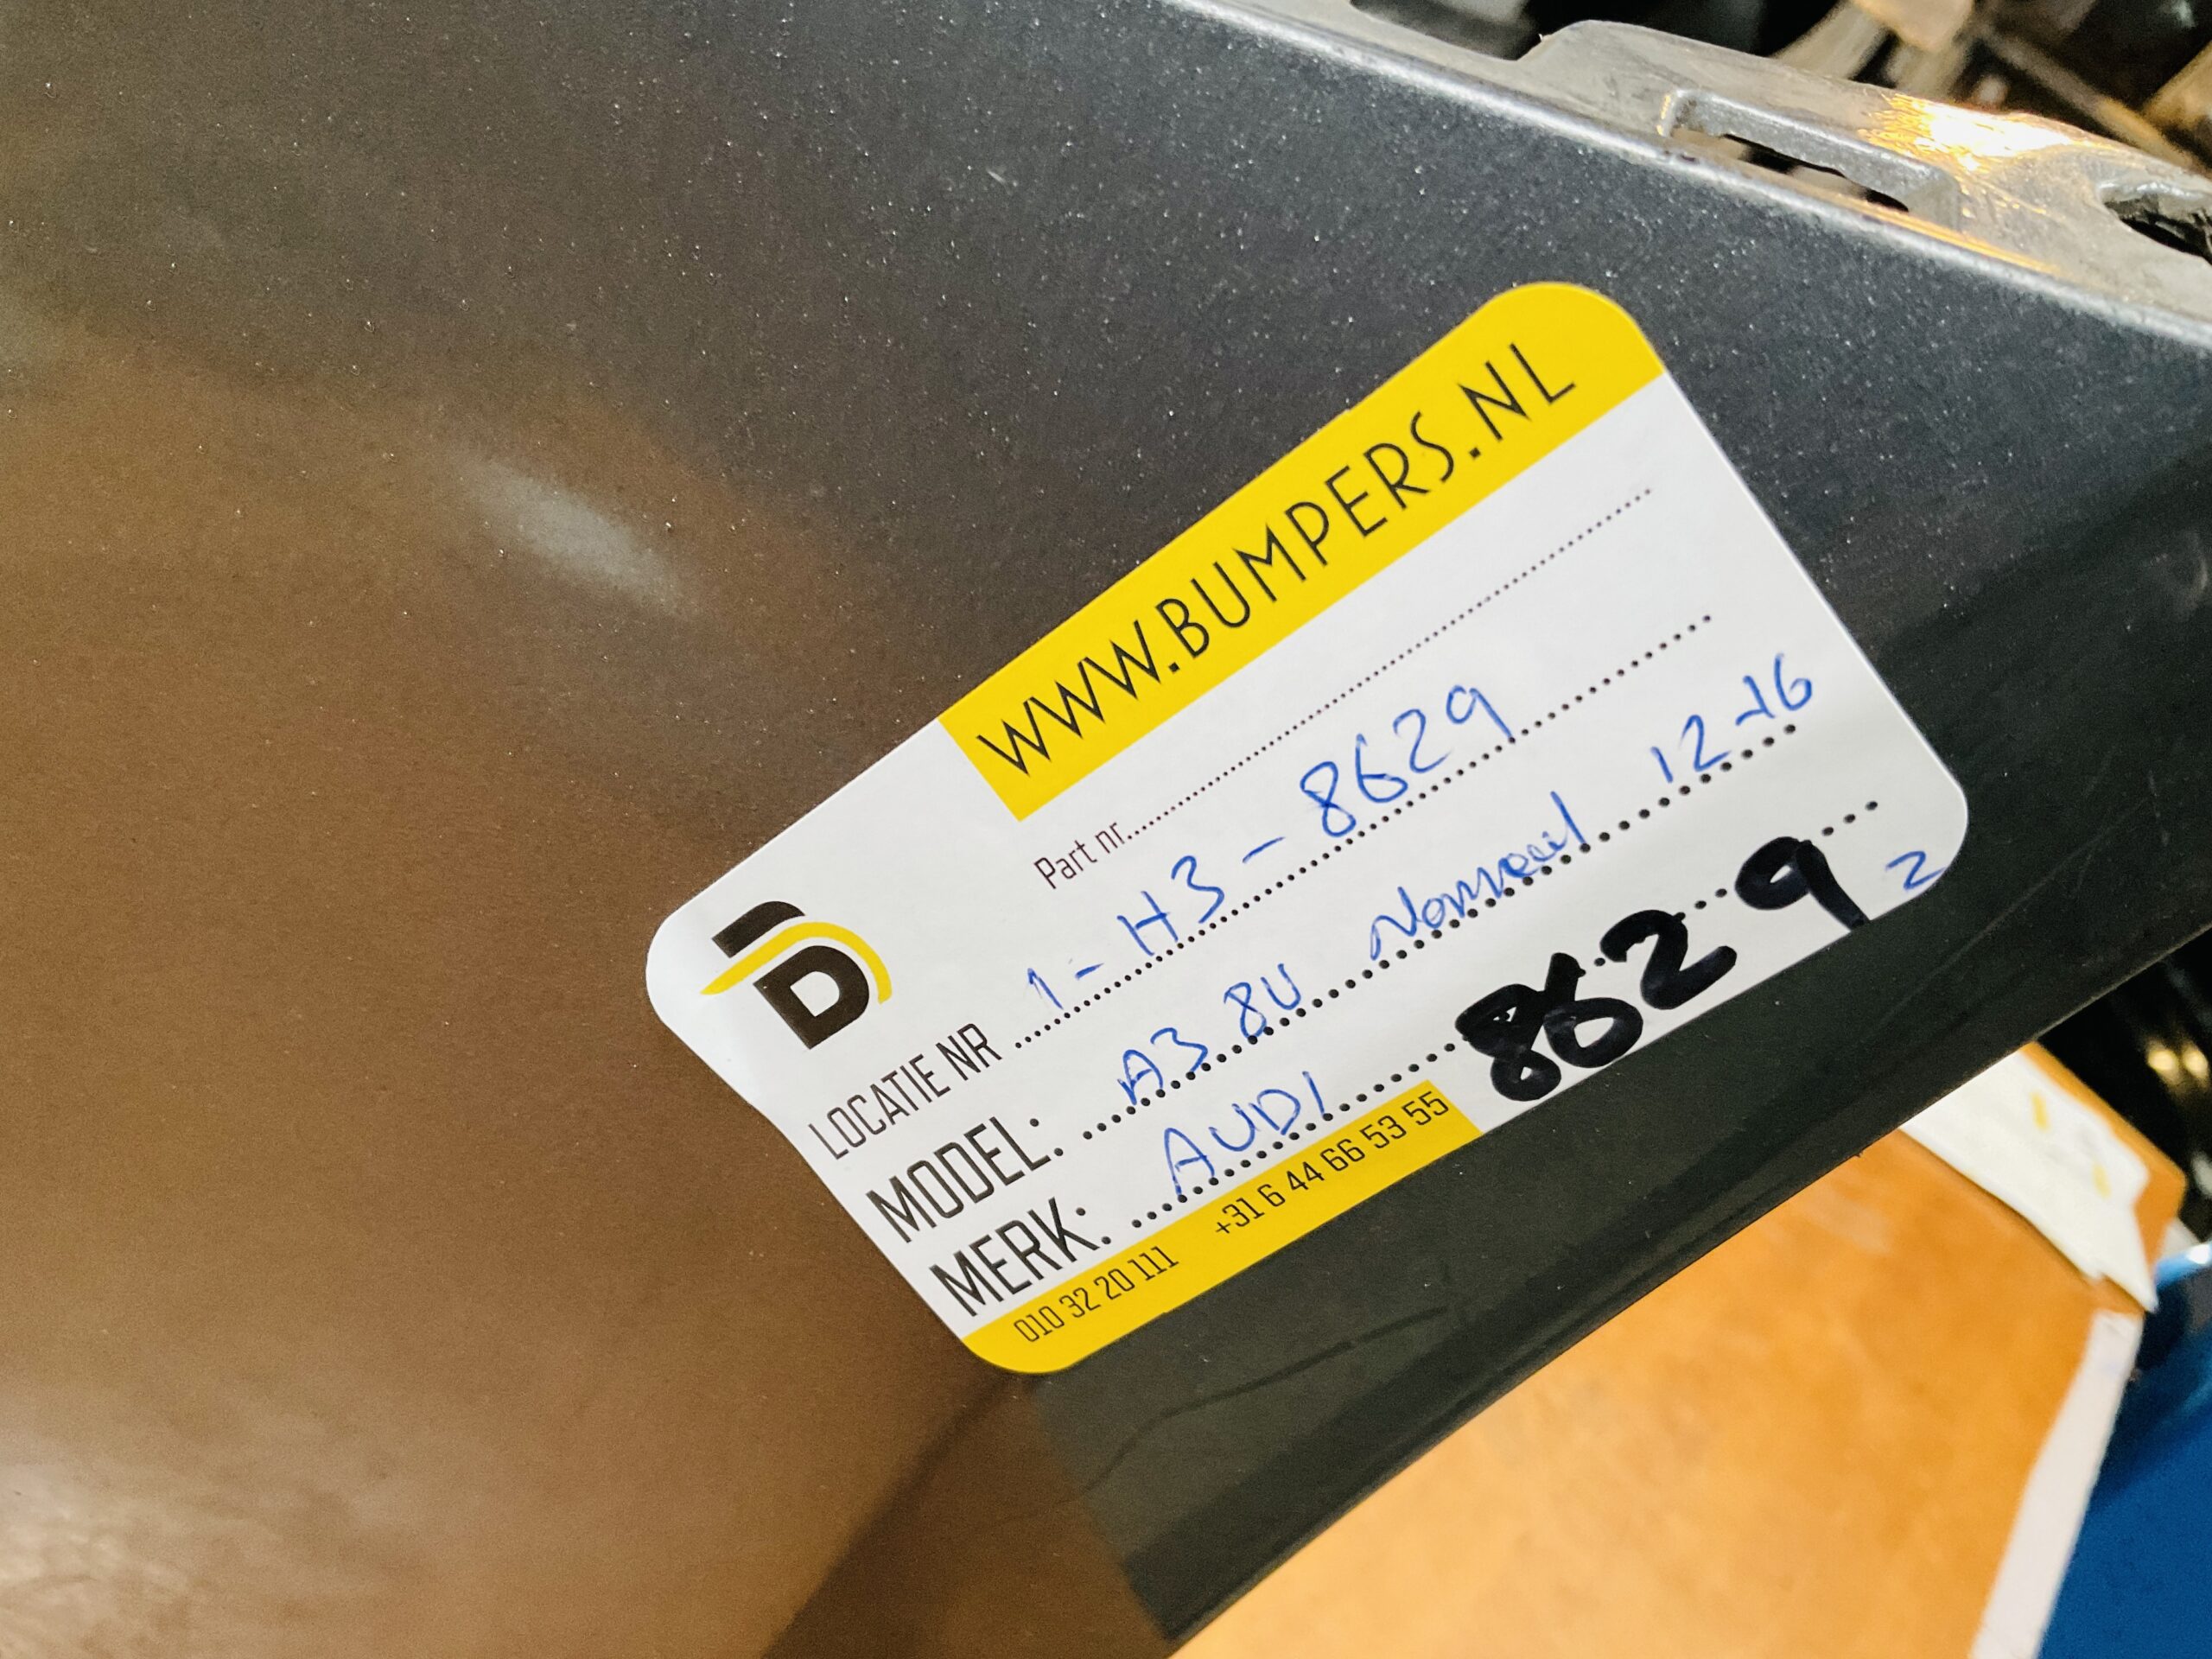 WWW.BUMPERS.NL
Part nr.
LOCATIE NR 1-H3-8629
MODEL: A3 8U Normaal 12-16
MERK: AUDI 8629 2
010 32 20 111 +31 6 44 66 53 55